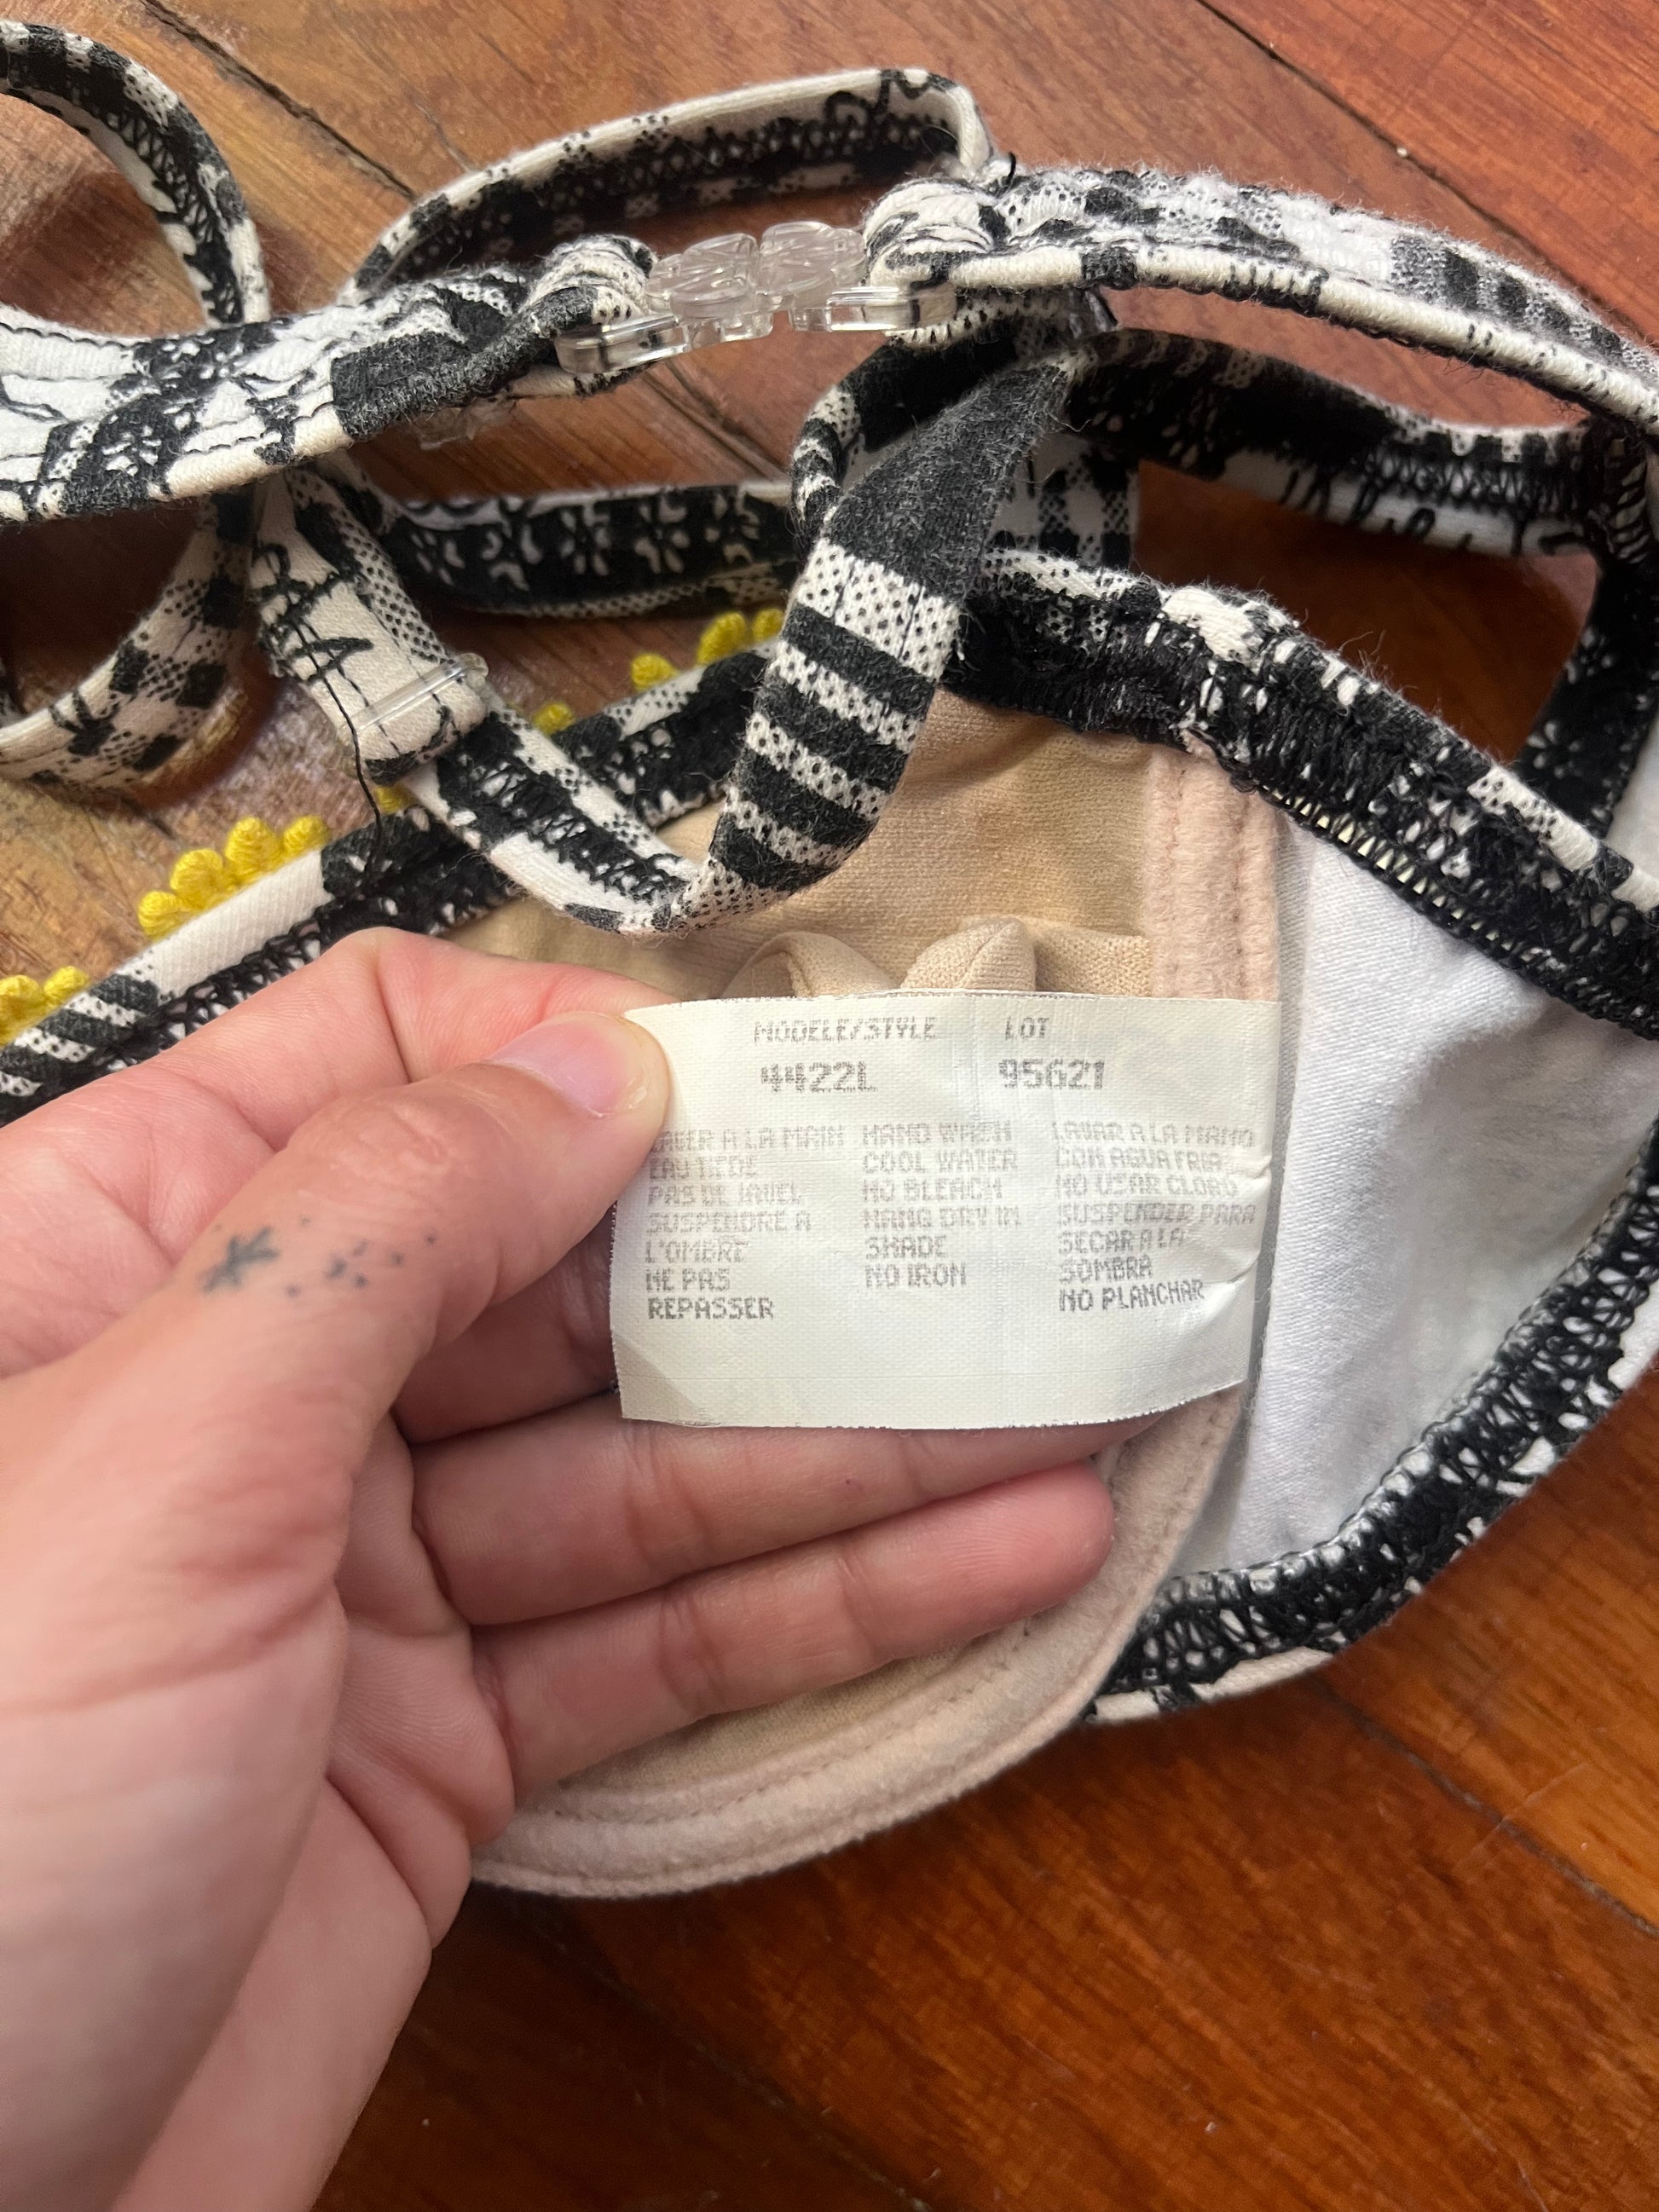 MODELE/STYLE LOT
4422L 95621
LAVER A LA MAIN
EAU TIEDE
PAS DE JAVEL
SUSPENDRE A
L'OMBRE
NE PAS
REPASSER
HAND WASH
COOL WATER
NO BLEACH
HANG DRY IN
SHADE
NO IRON
LAVAR A LA MANO
CON AGUA FRIA
NO USAR CLORO
SUSPENDER PARA
SECAR A LA
SOMBRA
NO PLANCHAR